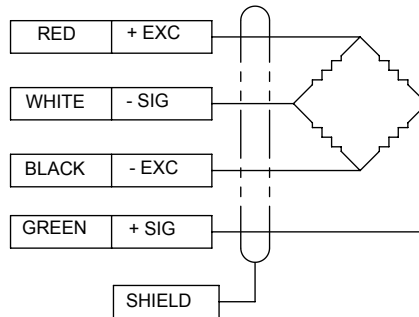 RED + EXC
WHITE - SIG
BLACK - EXC
GREEN + SIG
SHIELD